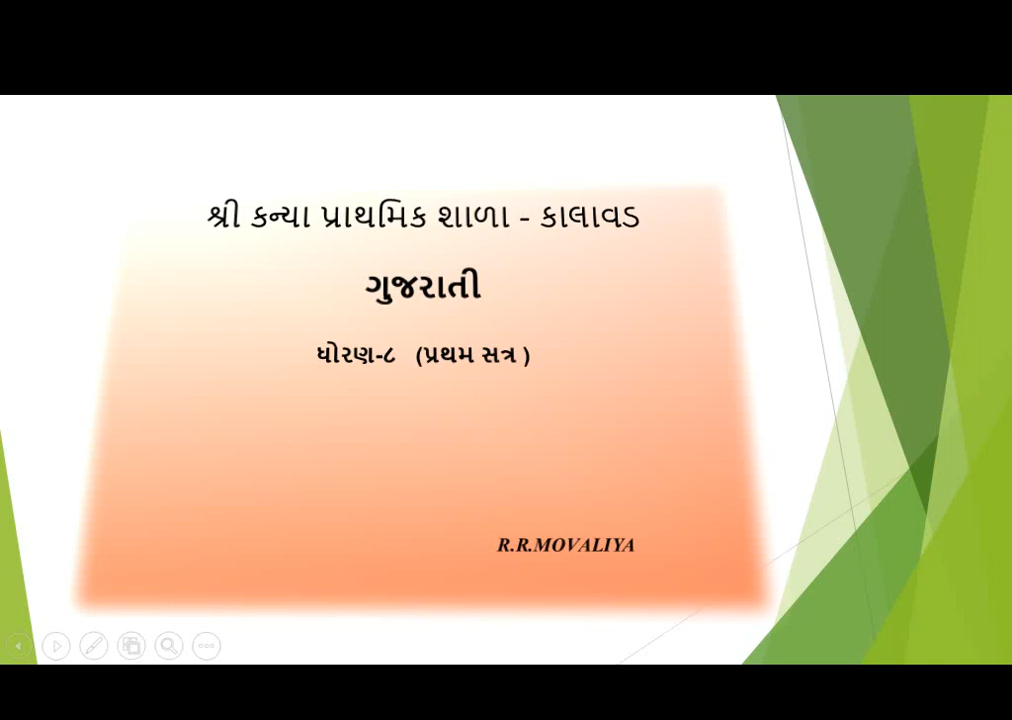 શ્રી કન્યા પ્રાથમિક શાળા - કાલાવડ
ગુજરાતી
ધોરણ-૮ (પ્રથમ સત્ર )
R.R.MOVALIYA